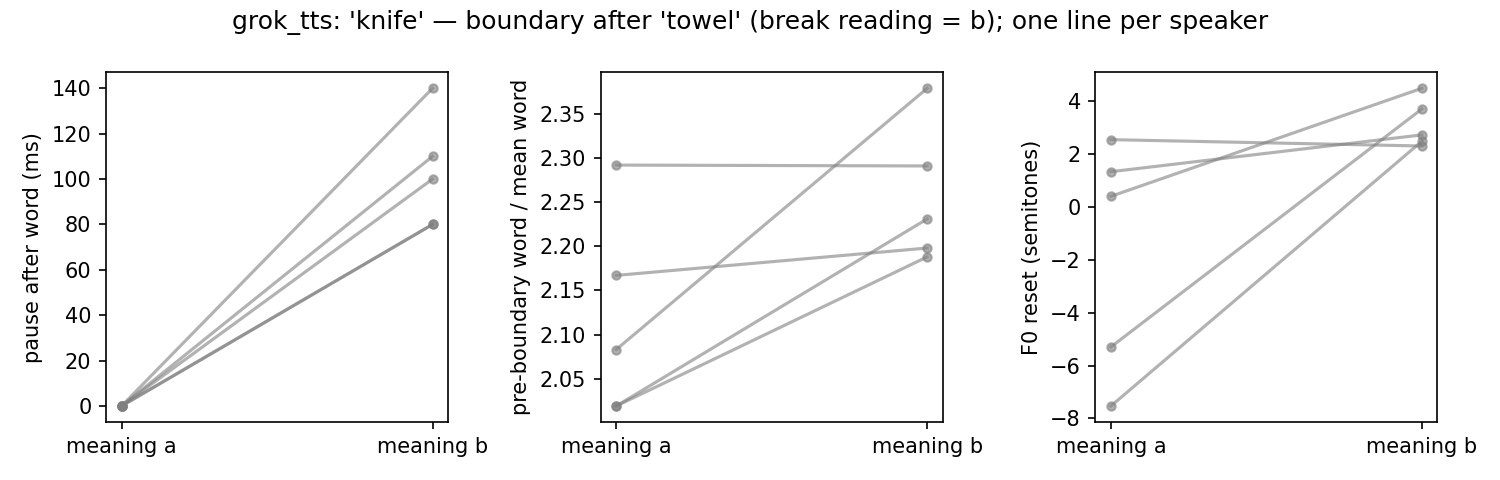 grok_tts: 'knife' — boundary after 'towel' (break reading = b); one line per speaker
pause after word (ms)
140
120
100
80
60
40
20
0
meaning a
meaning b
pre-boundary word / mean word
2.35
2.30
2.25
2.20
2.15
2.10
2.05
meaning a
meaning b
F0 reset (semitones)
4
2
0
−2
−4
−6
−8
meaning a
meaning b